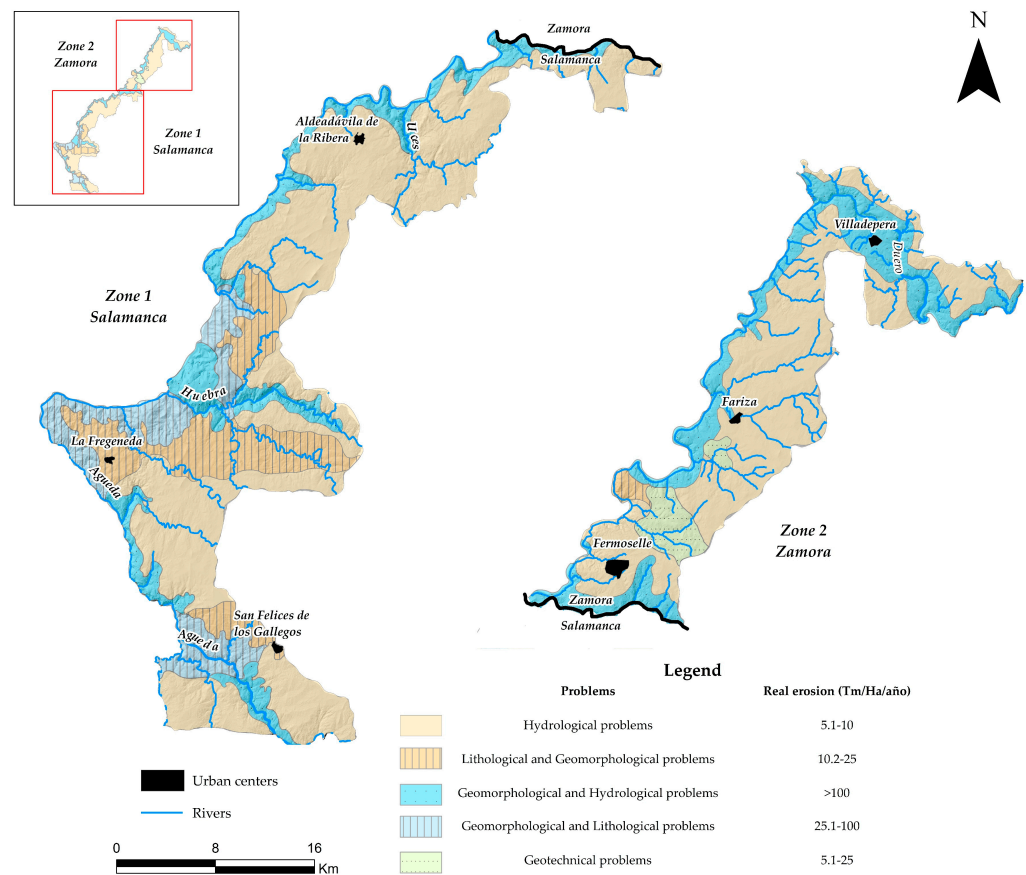 Zone 2
Zamora
Zone 1
Salamanca
N
Zamora
Salamanca
Aldeadávila de
la Ribera
Uces
Villadepera
Duero
Zone 1
Salamanca
Huebra
Fariza
La Fregeneda
Agueda
Zone 2
Zamora
Fermoselle
Zamora
Salamanca
San Felices de
los Gallegos
Agueda
Legend
Problems Real erosion (Tm/Ha/año)
Hydrological problems 5.1-10
Lithological and Geomorphological problems 10.2-25
Geomorphological and Hydrological problems >100
Geomorphological and Lithological problems 25.1-100
Geotechnical problems 5.1-25
Urban centers
Rivers
0 8 16
Km